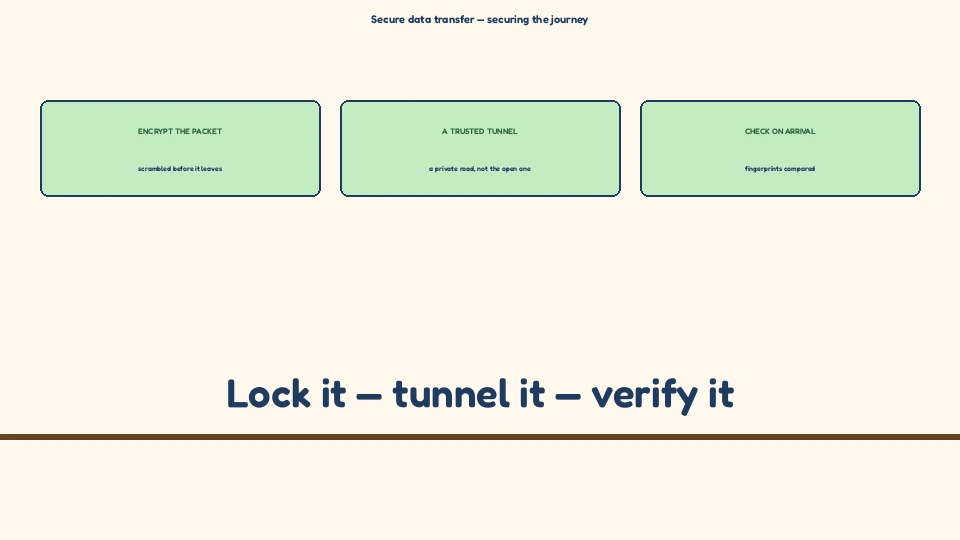 Secure data transfer — securing the journey
ENCRYPT THE PACKET
scrambled before it leaves
A TRUSTED TUNNEL
a private road, not the open one
CHECK ON ARRIVAL
fingerprints compared
Lock it — tunnel it — verify it